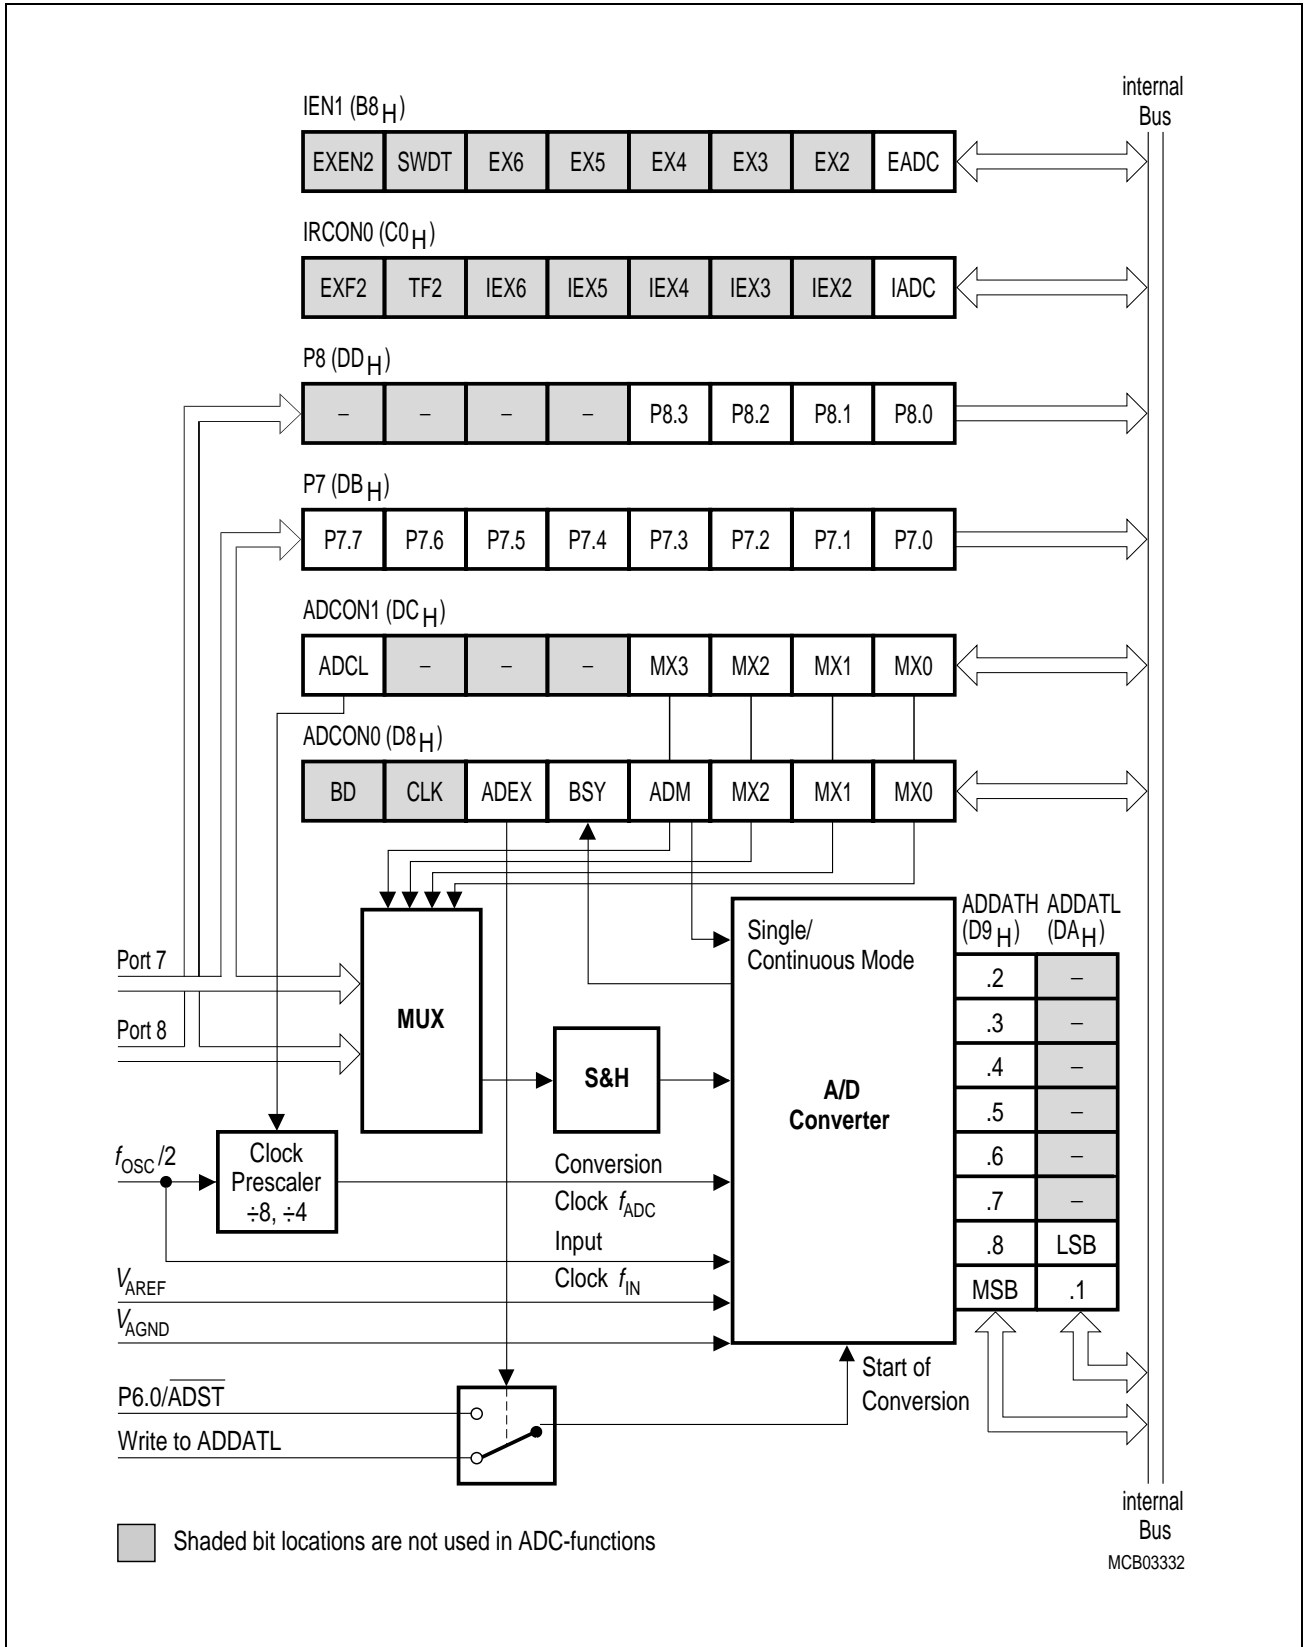 internal
Bus
IEN1 (B8H)
EXEN2 SWDT EX6 EX5 EX4 EX3 EX2 EADC
IRCON0 (C0H)
EXF2 TF2 IEX6 IEX5 IEX4 IEX3 IEX2 IADC
P8 (DDH)
– – – – P8.3 P8.2 P8.1 P8.0
P7 (DBH)
P7.7 P7.6 P7.5 P7.4 P7.3 P7.2 P7.1 P7.0
ADCON1 (DCH)
ADCL – – – MX3 MX2 MX1 MX0
ADCON0 (D8H)
BD CLK ADEX BSY ADM MX2 MX1 MX0
Port 7
Port 8
MUX
S&H
Single/
Continuous Mode
A/D
Converter
ADDATH ADDATL
(D9H) (DAH)
.2 –
.3 –
.4 –
.5 –
.6 –
.7 –
.8 LSB
MSB .1
fOSC/2
Clock
Prescaler
÷8, ÷4
Conversion
Clock fADC
Input
Clock fIN
VAREF
VAGND
Start of
Conversion
P6.0/A̅D̅S̅T̅
Write to ADDATL
internal
Bus
Shaded bit locations are not used in ADC-functions
MCB03332